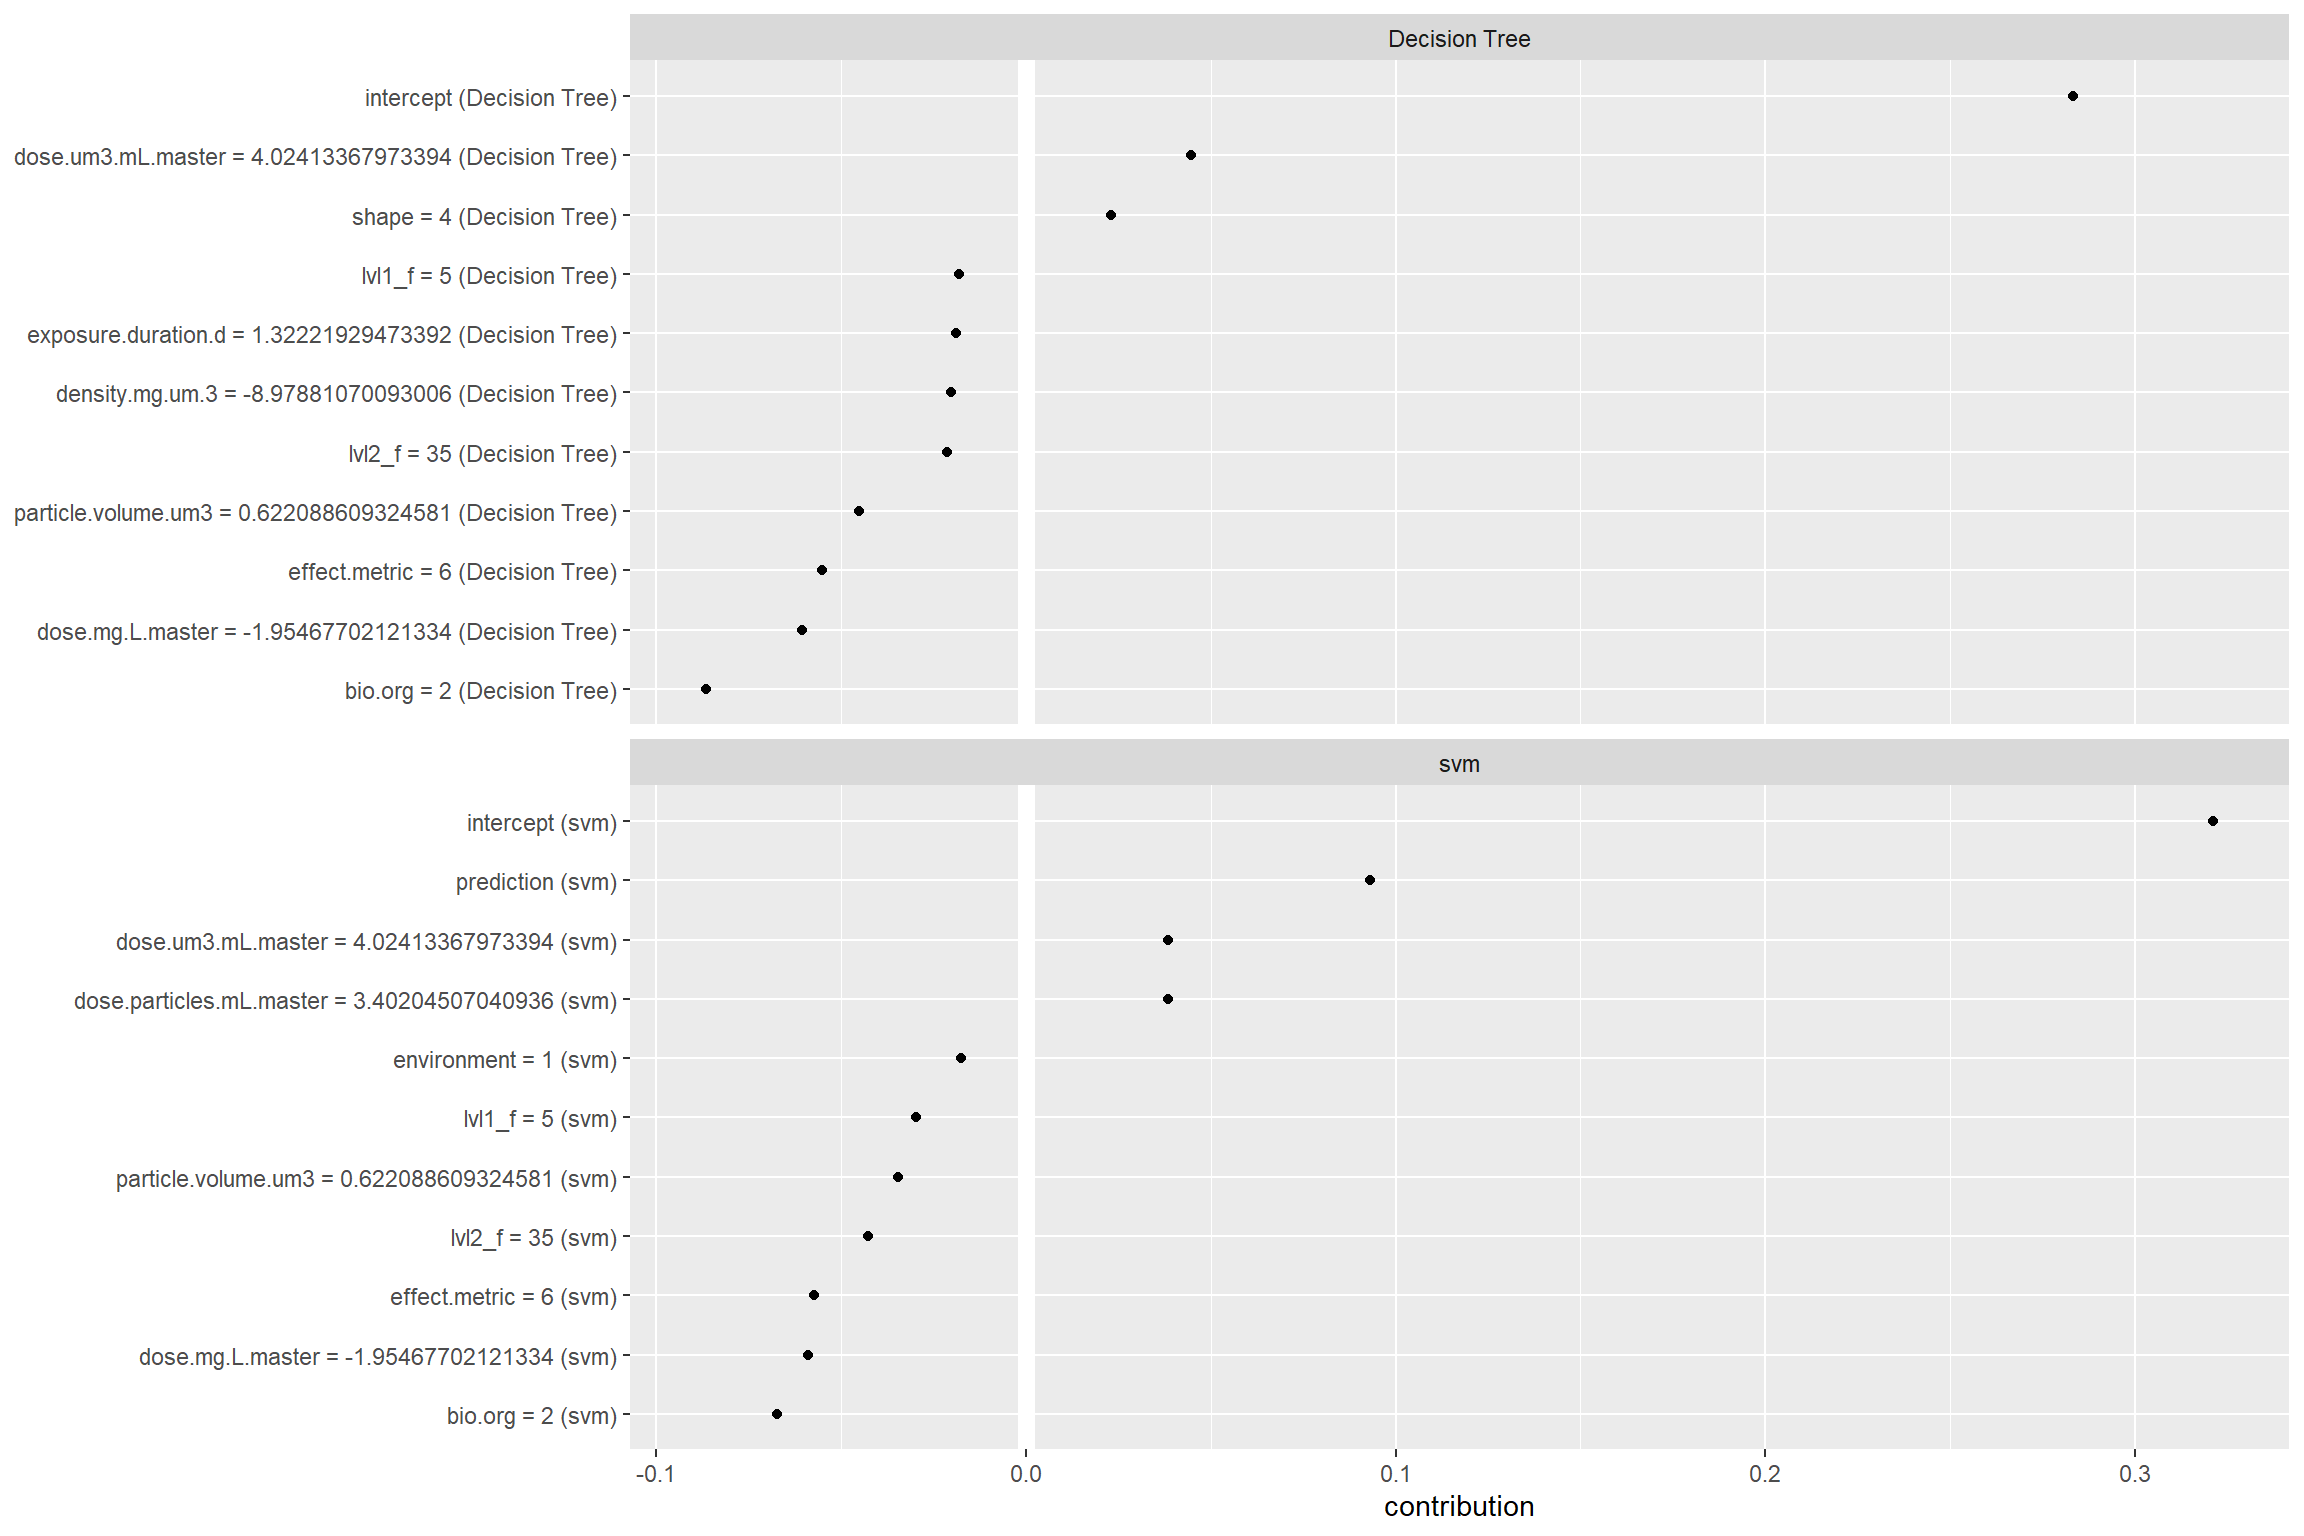 Decision Tree
intercept (Decision Tree)
dose.um3.mL.master = 4.02413367973394 (Decision Tree)
shape = 4 (Decision Tree)
lvl1_f = 5 (Decision Tree)
exposure.duration.d = 1.32221929473392 (Decision Tree)
density.mg.um.3 = -8.97881070093006 (Decision Tree)
lvl2_f = 35 (Decision Tree)
particle.volume.um3 = 0.622088609324581 (Decision Tree)
effect.metric = 6 (Decision Tree)
dose.mg.L.master = -1.95467702121334 (Decision Tree)
bio.org = 2 (Decision Tree)
svm
intercept (svm)
prediction (svm)
dose.um3.mL.master = 4.02413367973394 (svm)
dose.particles.mL.master = 3.40204507040936 (svm)
environment = 1 (svm)
lvl1_f = 5 (svm)
particle.volume.um3 = 0.622088609324581 (svm)
lvl2_f = 35 (svm)
effect.metric = 6 (svm)
dose.mg.L.master = -1.95467702121334 (svm)
bio.org = 2 (svm)
-0.1 0.0 0.1 0.2 0.3
contribution